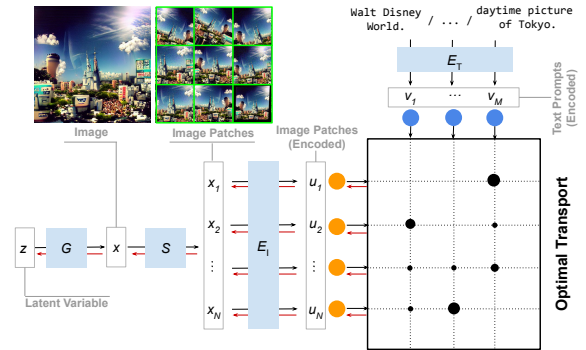 Walt Disney World. / ... / daytime picture of Tokyo.
E_T
v_1 ... v_M
Text Prompts (Encoded)
Image
Image Patches
Image Patches (Encoded)
x_1 u_1
x_2 E_I u_2
z G x S
⋮ ⋮
x_N u_N
Latent Variable
Optimal Transport